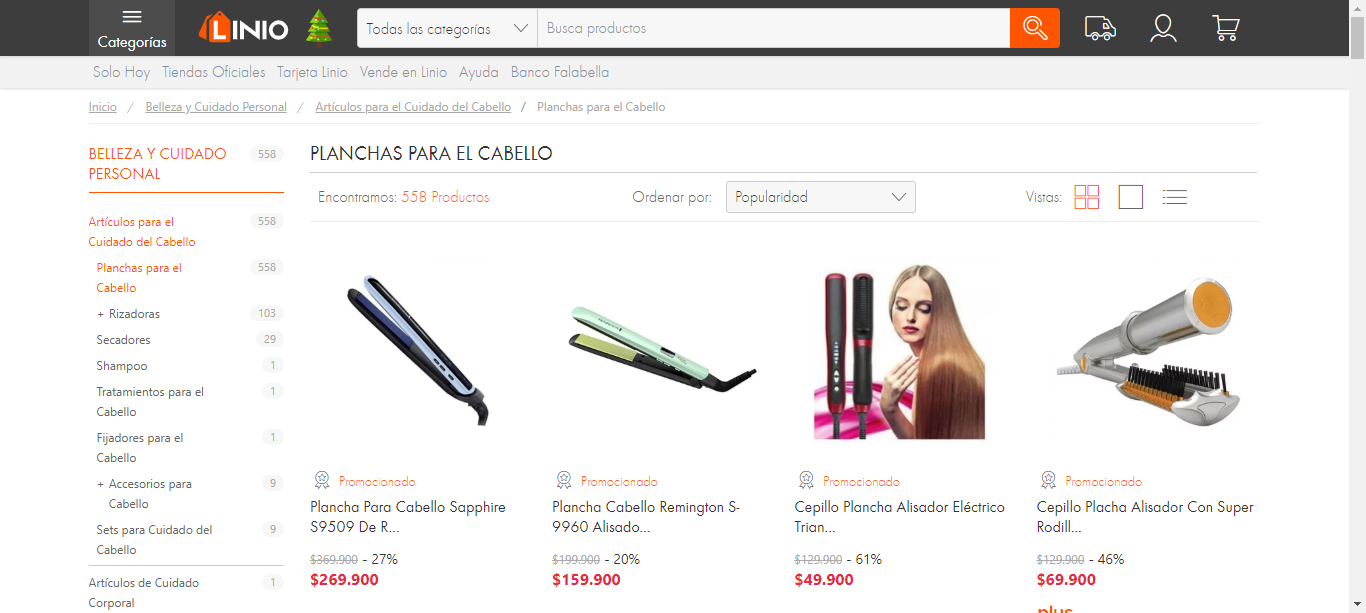 Categorías
LINIO
Todas las categorías
Busca productos
Solo Hoy Tiendas Oficiales Tarjeta Linio Vende en Linio Ayuda Banco Falabella
Inicio / Belleza y Cuidado Personal / Artículos para el Cuidado del Cabello / Planchas para el Cabello
BELLEZA Y CUIDADO 558
PERSONAL
Artículos para el 558
Cuidado del Cabello
Planchas para el 558
Cabello
+ Rizadoras 103
Secadores 29
Shampoo 1
Tratamientos para el 1
Cabello
Fijadores para el 1
Cabello
+ Accesorios para 9
Cabello
Sets para Cuidado del 9
Cabello
Artículos de Cuidado 1
Corporal
PLANCHAS PARA EL CABELLO
Encontramos: 558 Productos
Ordenar por: Popularidad
Vistas:
Promocionado
Plancha Para Cabello Sapphire
S9509 De R...
$369.900 - 27%
$269.900
Promocionado
Plancha Cabello Remington S-
9960 Alisado...
$199.900 - 20%
$159.900
Promocionado
Cepillo Plancha Alisador Eléctrico
Trian...
$129.900 - 61%
$49.900
Promocionado
Cepillo Placha Alisador Con Super
Rodill...
$129.900 - 46%
$69.900
plus